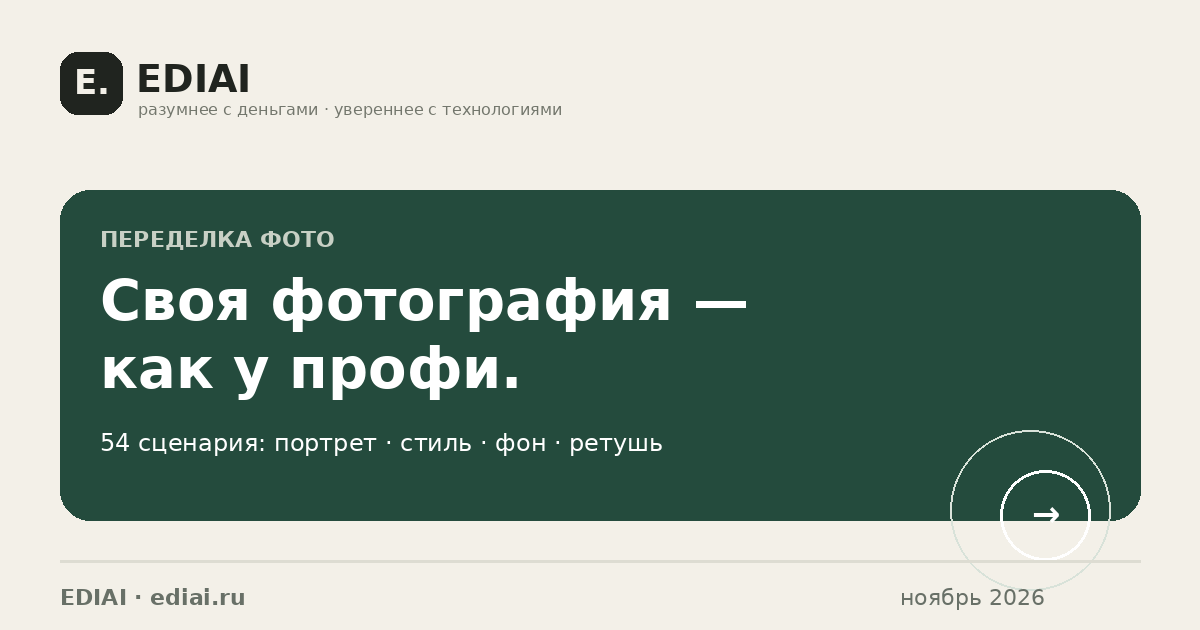 E.
EDIAI
разумнее с деньгами · увереннее с технологиями
ПЕРЕДЕЛКА ФОТО
Своя фотография —
как у профи.
54 сценария: портрет · стиль · фон · ретушь
→
EDIAI · ediai.ru
ноябрь 2026